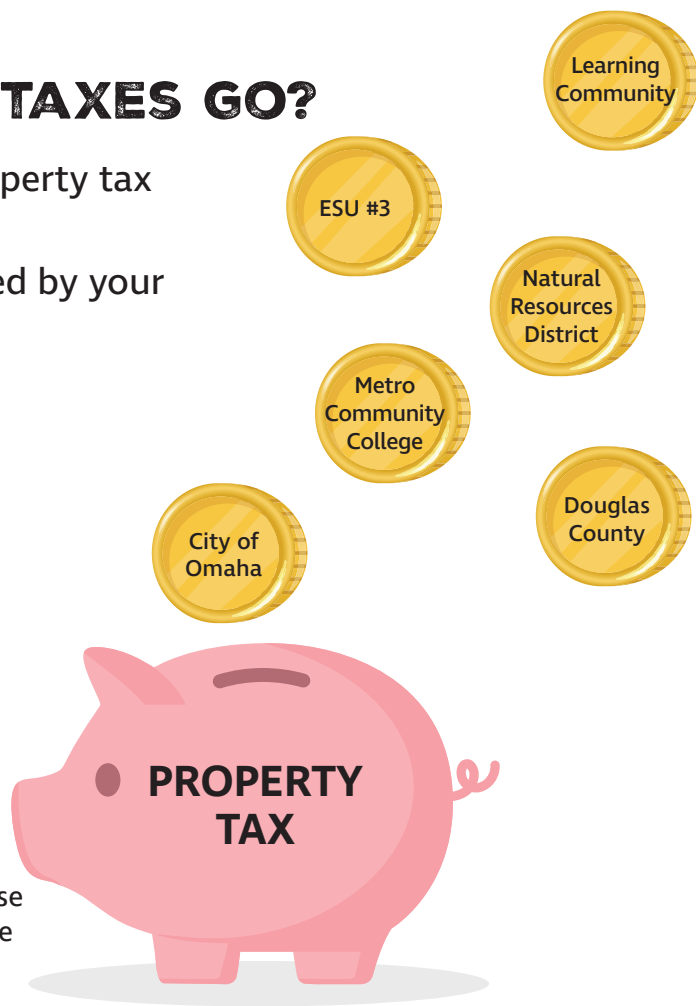 TAXES GO?
perty tax
ed by your
Learning
Community
ESU #3
Natural
Resources
District
Metro
Community
College
Douglas
County
City of
Omaha
PROPERTY
TAX
se
e